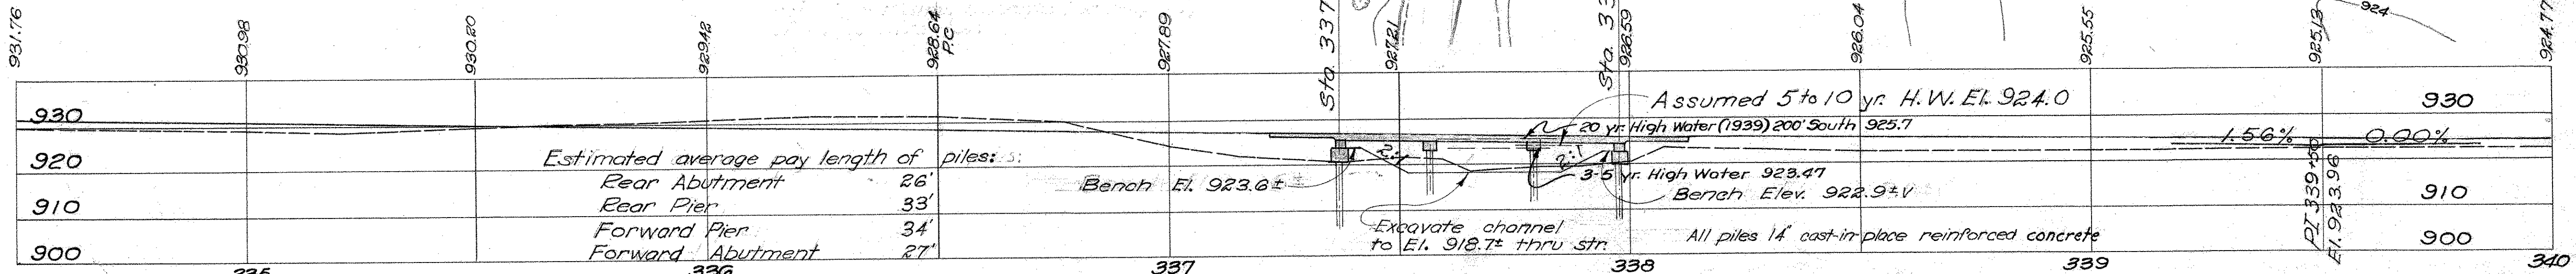 931.76
930.98
930.20
929.42
928.64
P.C
927.89
Sta. 337
927.21
926.59
926.04
925.55
925.13
924
924.77
930
Assumed 5 to 10 yr. H.W. El. 924.0
930
20 yr. High Water (1939) 200' South 925.7
1.56%
0.00%
920
Estimated average pay length of piles:
2:1
2:1
Rear Abutment 26'
Bench El. 923.6±
3-5 yr. High Water 923.47
Bench Elev. 922.9±
910
Rear Pier 33'
910
Forward Pier 34'
Excavate channel
to El. 918.7± thru str.
All piles 14" cast-in-place reinforced concrete
PI 339+50
El. 923.96
900
Forward Abutment 27'
900
335
336
337
338
339
340